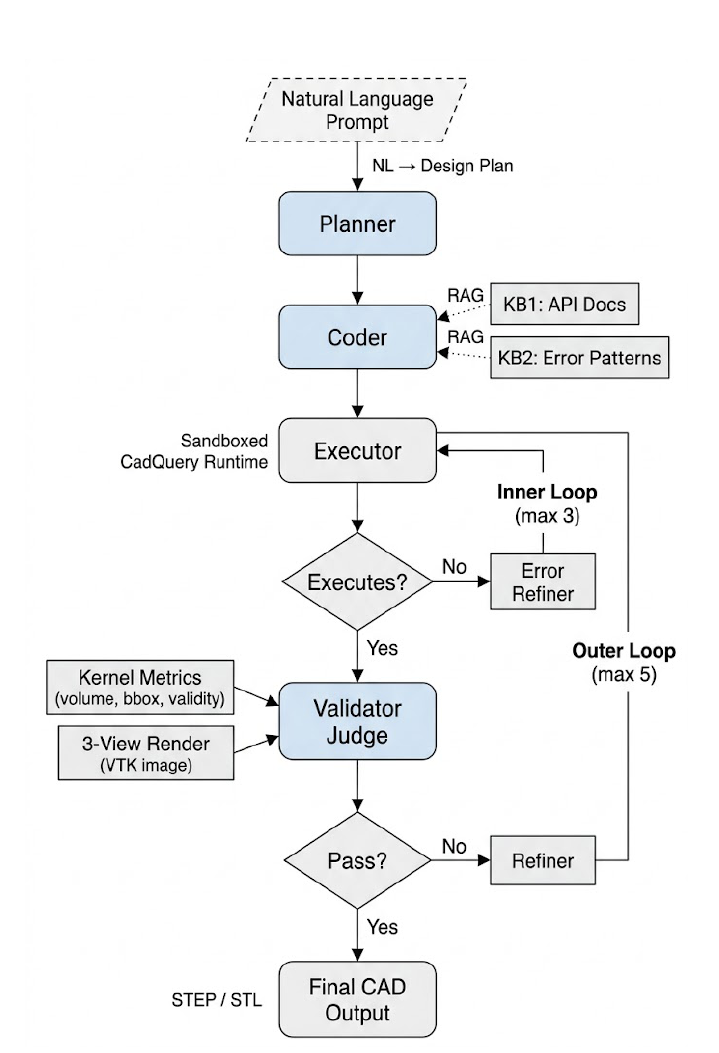 Natural Language
Prompt
NL → Design Plan
Planner
RAG
KB1: API Docs
Coder
RAG
KB2: Error Patterns
Sandboxed
CadQuery Runtime
Executor
Inner Loop
(max 3)
Executes?
No
Error
Refiner
Yes
Outer Loop
(max 5)
Kernel Metrics
(volume, bbox, validity)
Validator
Judge
3-View Render
(VTK image)
Pass?
No
Refiner
Yes
STEP / STL
Final CAD
Output